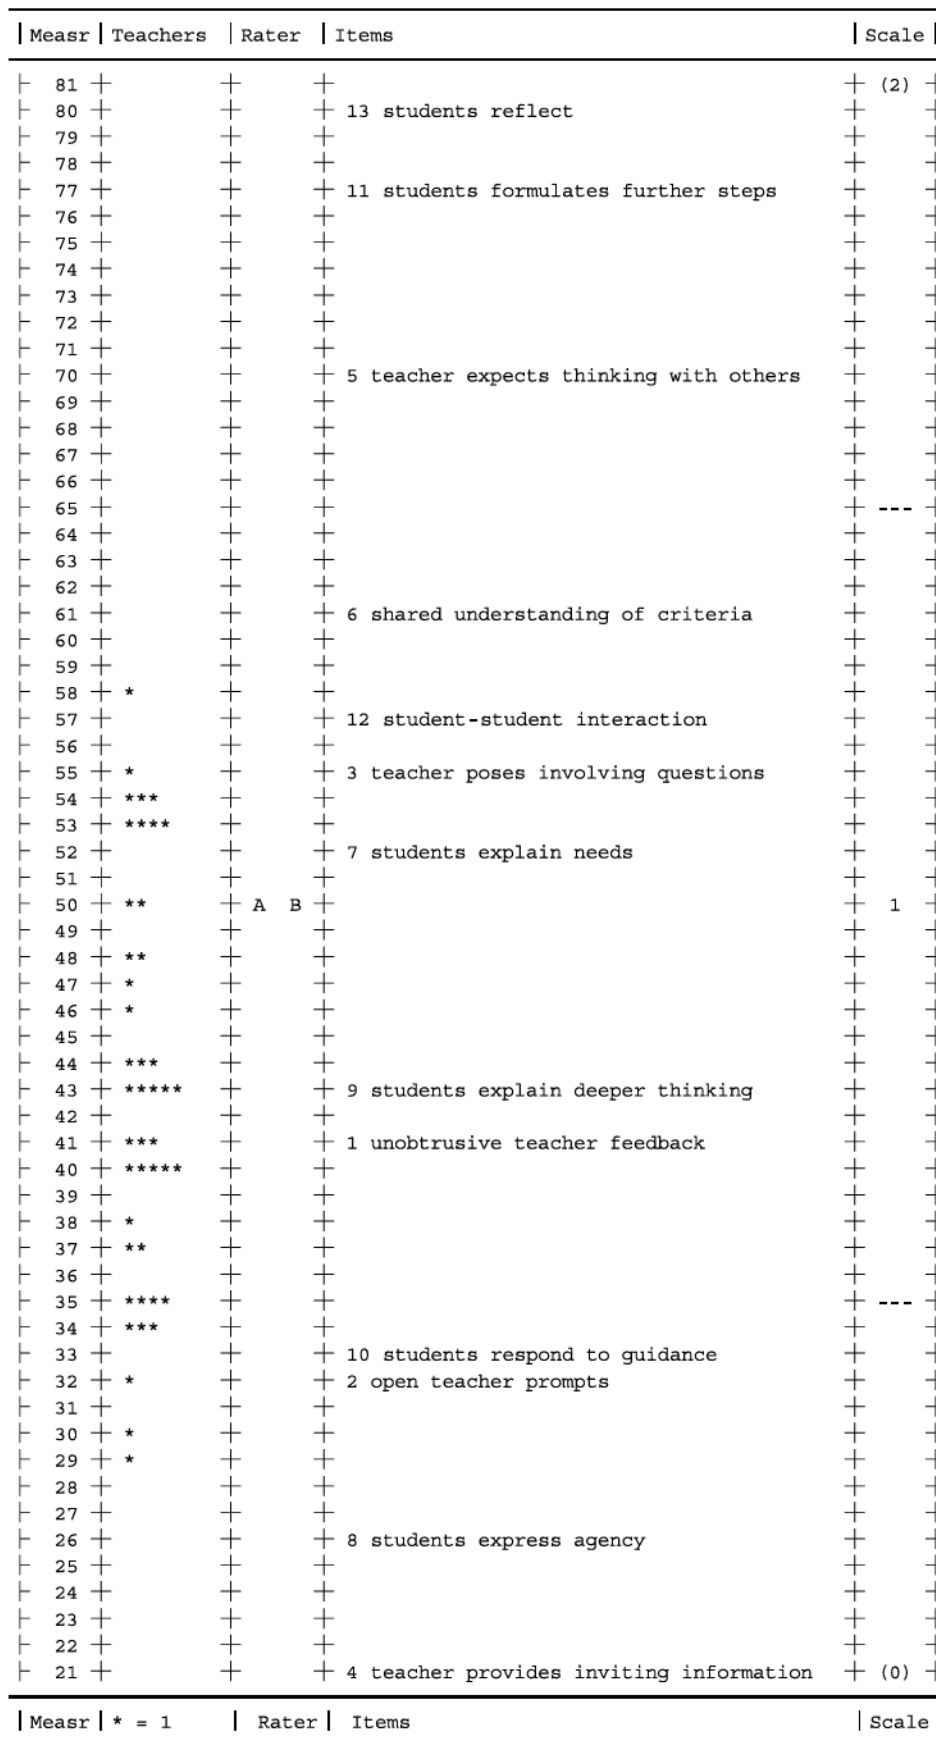 Measr Teachers Rater Items Scale
81 (2)
80 13 students reflect
79
78
77 11 students formulates further steps
76
75
74
73
72
71
70 5 teacher expects thinking with others
69
68
67
66
65 ---
64
63
62
61 6 shared understanding of criteria
60
59
58 *
57 12 student-student interaction
56
55 * 3 teacher poses involving questions
54 ***
53 ****
52 7 students explain needs
51
50 ** A B 1
49
48 **
47 *
46 *
45
44 ***
43 ***** 9 students explain deeper thinking
42
41 *** 1 unobtrusive teacher feedback
40 *****
39
38 *
37 **
36
35 **** ---
34 ***
33 10 students respond to guidance
32 * 2 open teacher prompts
31
30 *
29 *
28
27
26 8 students express agency
25
24
23
22
21 4 teacher provides inviting information (0)
Measr * = 1 Rater Items Scale